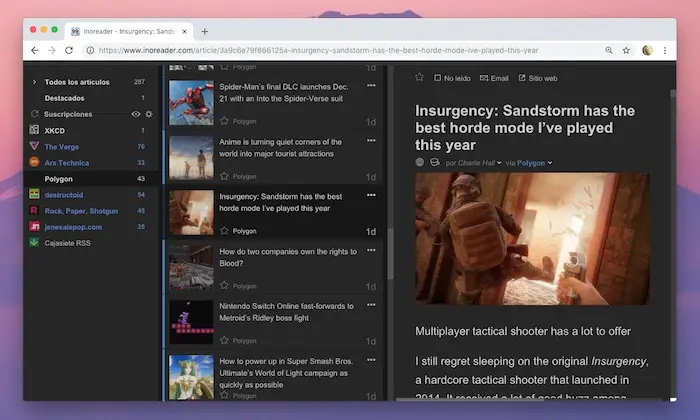 Inoreader - Insurgency: Sands
https://www.inoreader.com/article/3a9c6e79f866126a-insurgency-sandstorm-has-the-best-horde-mode-ive-played-this-year
Todos los artículos 287
Destacados 1
Suscripciones
XKCD 1
The Verge 76
Ars Technica 33
Polygon 43
destructoid 54
Rock, Paper, Shotgun 45
jenesaispop.com 35
Cajasiete RSS
Polygon 1d
Spider-Man's final DLC launches Dec.
21 with an Into the Spider-Verse suit
Polygon 1d
Anime is turning quiet corners of the
world into major tourist attractions
Polygon 1d
Insurgency: Sandstorm has the best
horde mode I've played this year
Polygon 1d
How do two companies own the rights to
Blood?
Polygon 1d
Nintendo Switch Online fast-forwards to
Metroid's Ridley boss fight
Polygon 1d
How to power up in Super Smash Bros.
Ultimate's World of Light campaign as
quickly as possible
Polygon 1d
No leído Email Sitio web
Insurgency: Sandstorm has the
best horde mode I've played
this year
por Charlie Hall vía Polygon
Multiplayer tactical shooter has a lot to offer
I still regret sleeping on the original Insurgency,
a hardcore tactical shooter that launched in
2014. It received a lot of good buzz among